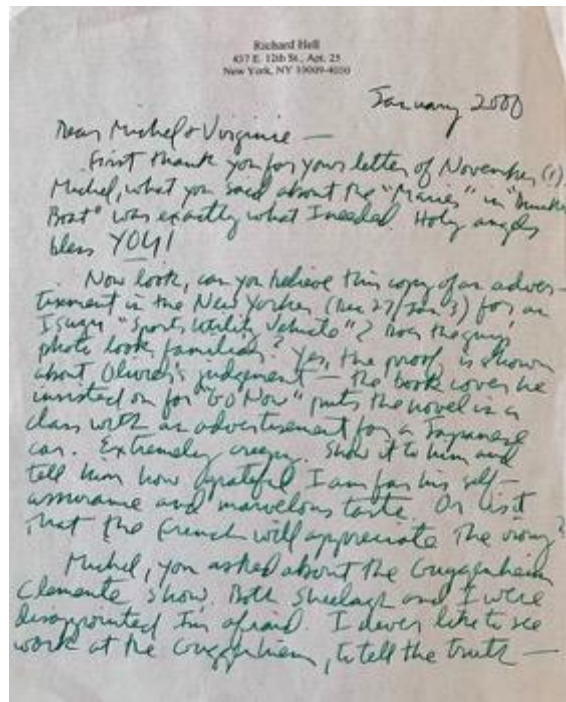 Richard Hell
437 E. 12th St., Apt. 25
New York, NY 10009-4030
January 2000
Dear Michel & Virginie —
First thank you for your letter of November (!).
Michel, what you said about the "Maries" in "Drunken
Boat" was exactly what I needed. Holy angels
bless YOU!
Now look, can you believe this copy of an adver-
tisement in the New Yorker (Dec 27/Jan 3) for an
Isuzu "Sports Utility Vehicle"? Does the guy's
photo look familiar? Yes, the proof is shown
about Olivier's judgement — the book cover he
insisted on for "Go Now" puts the novel in a
class with an advertisement for a Japanese
car. Extremely creepy. Show it to him and
tell him how grateful I am for his self-
assurance and marvelous taste. Or is it
that the French will appreciate the irony?
Michel, you asked about the Guggenheim
Clemente show. Both Sheelagh and I were
disappointed I'm afraid. I never like to see
work at the Guggenheim, to tell the truth —